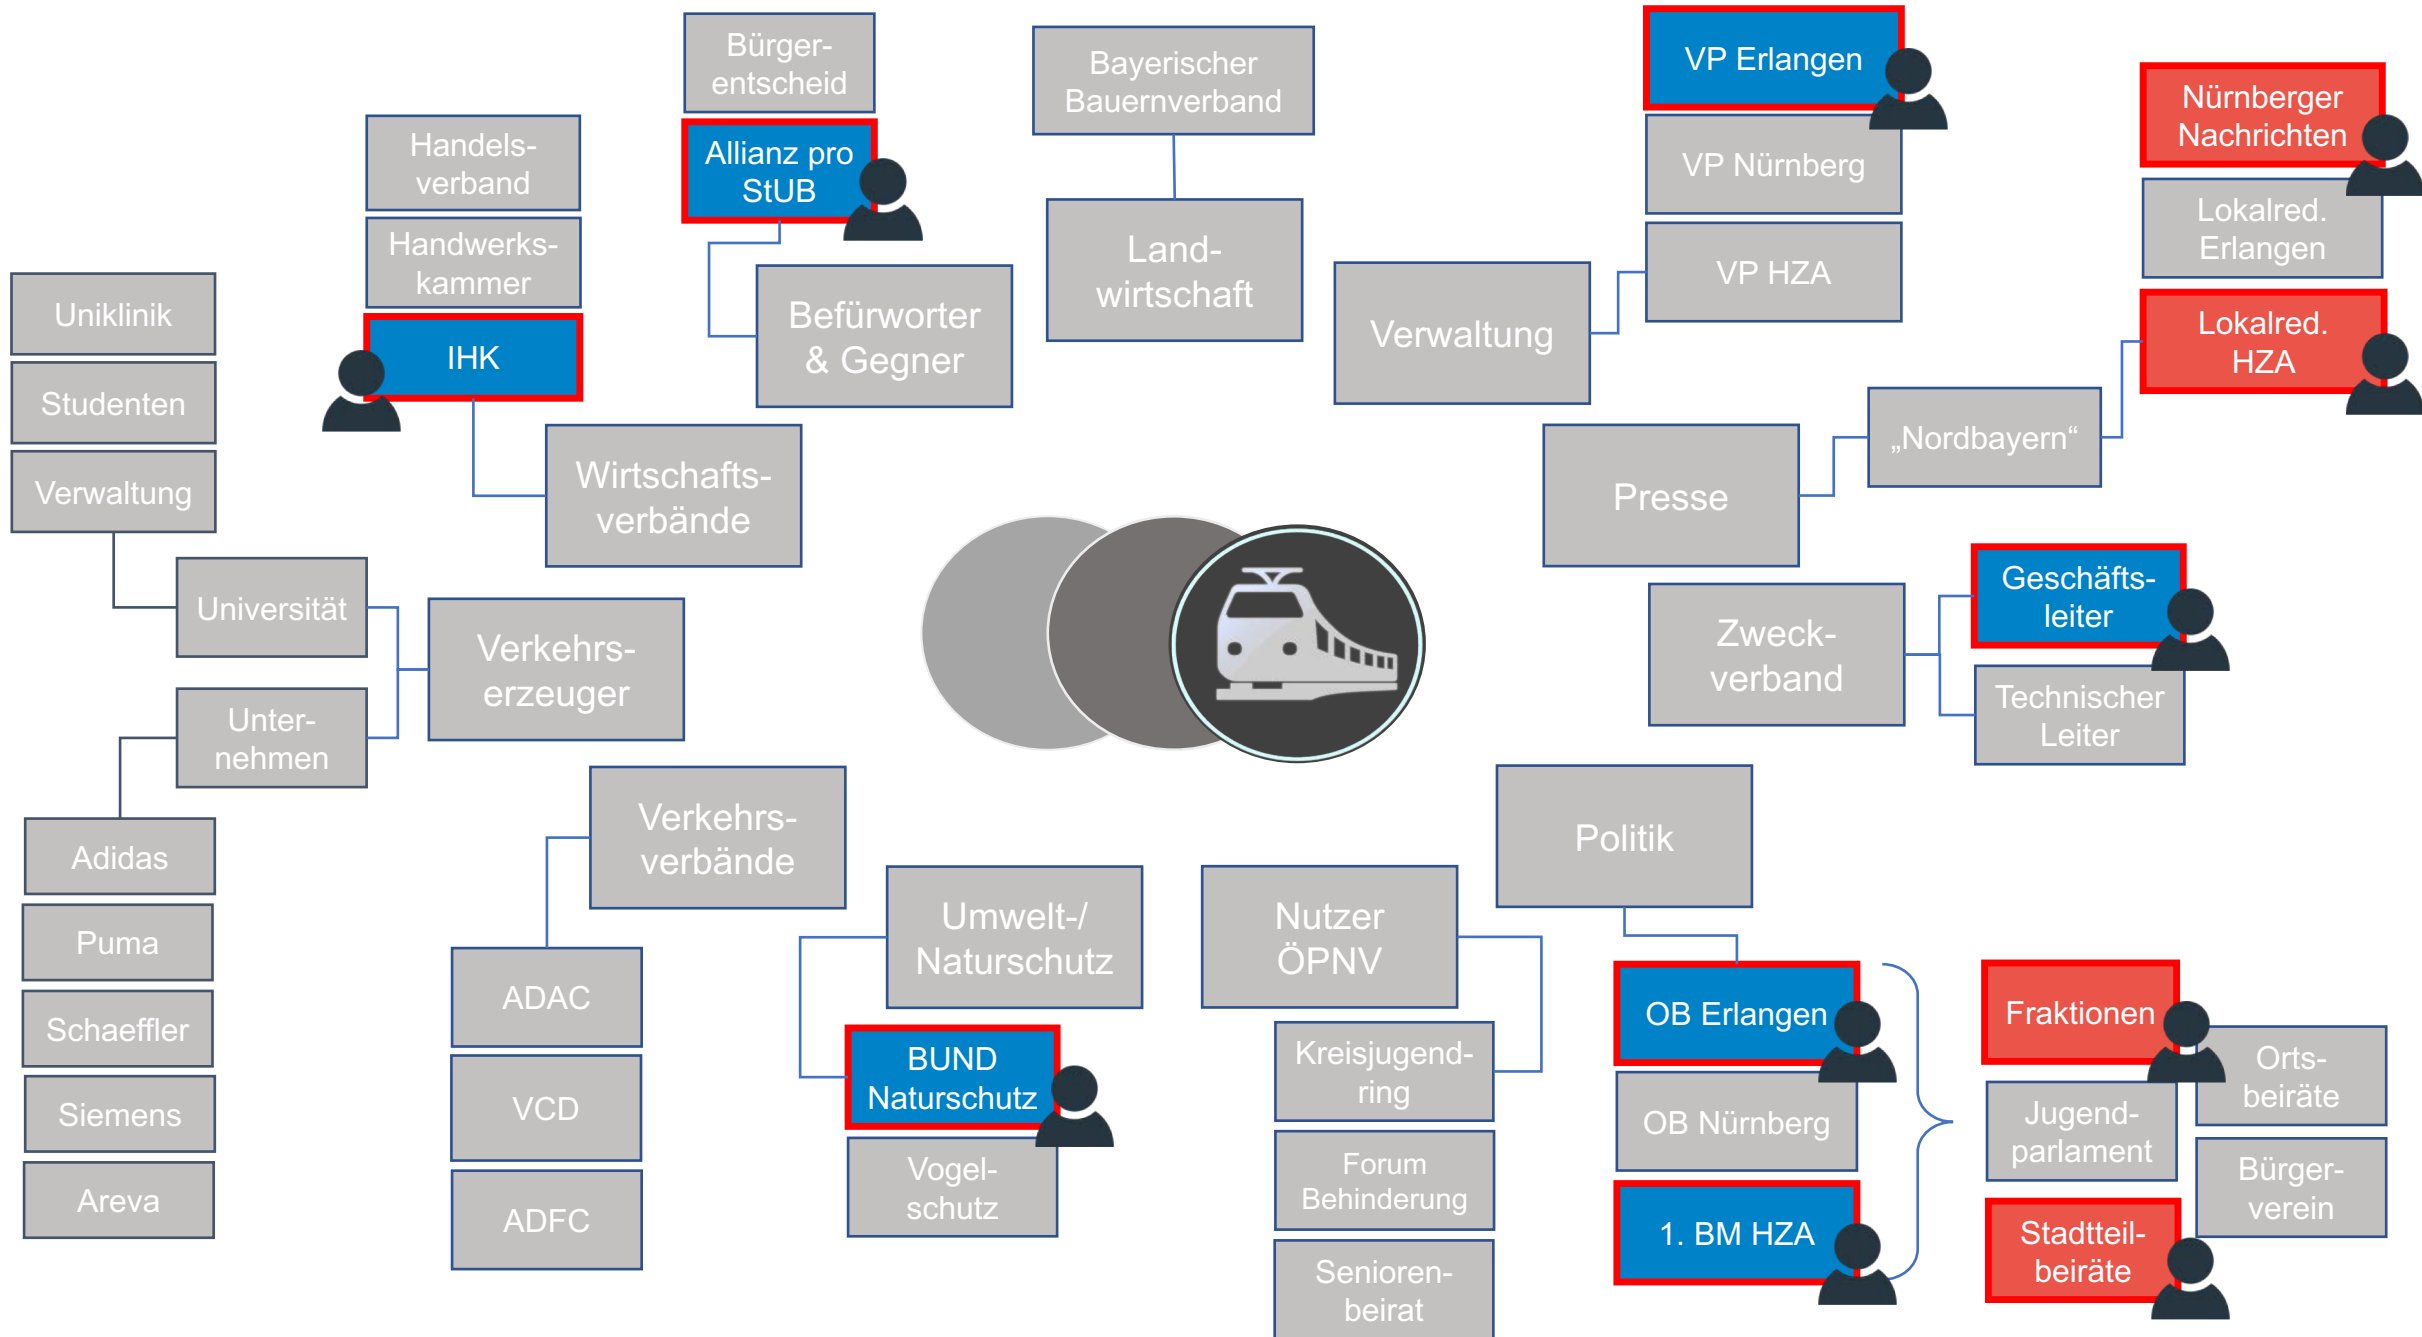 Bürger-
entscheid
Allianz pro
StUB
Befürworter
& Gegner
Bayerischer
Bauernverband
Land-
wirtschaft
VP Erlangen
VP Nürnberg
VP HZA
Verwaltung
Nürnberger
Nachrichten
Lokalred.
Erlangen
Lokalred.
HZA
„Nordbayern“
Presse
Handels-
verband
Handwerks-
kammer
IHK
Wirtschafts-
verbände
Uniklinik
Studenten
Verwaltung
Universität
Unter-
nehmen
Verkehrs-
erzeuger
Adidas
Puma
Schaeffler
Siemens
Areva
Verkehrs-
verbände
ADAC
VCD
ADFC
Umwelt-/
Naturschutz
BUND
Naturschutz
Vogel-
schutz
Nutzer
ÖPNV
Kreisjugend-
ring
Forum
Behinderung
Senioren-
beirat
Zweck-
verband
Geschäfts-
leiter
Technischer
Leiter
Politik
OB Erlangen
OB Nürnberg
1. BM HZA
Fraktionen
Jugend-
parlament
Stadtteil-
beiräte
Orts-
beiräte
Bürger-
verein